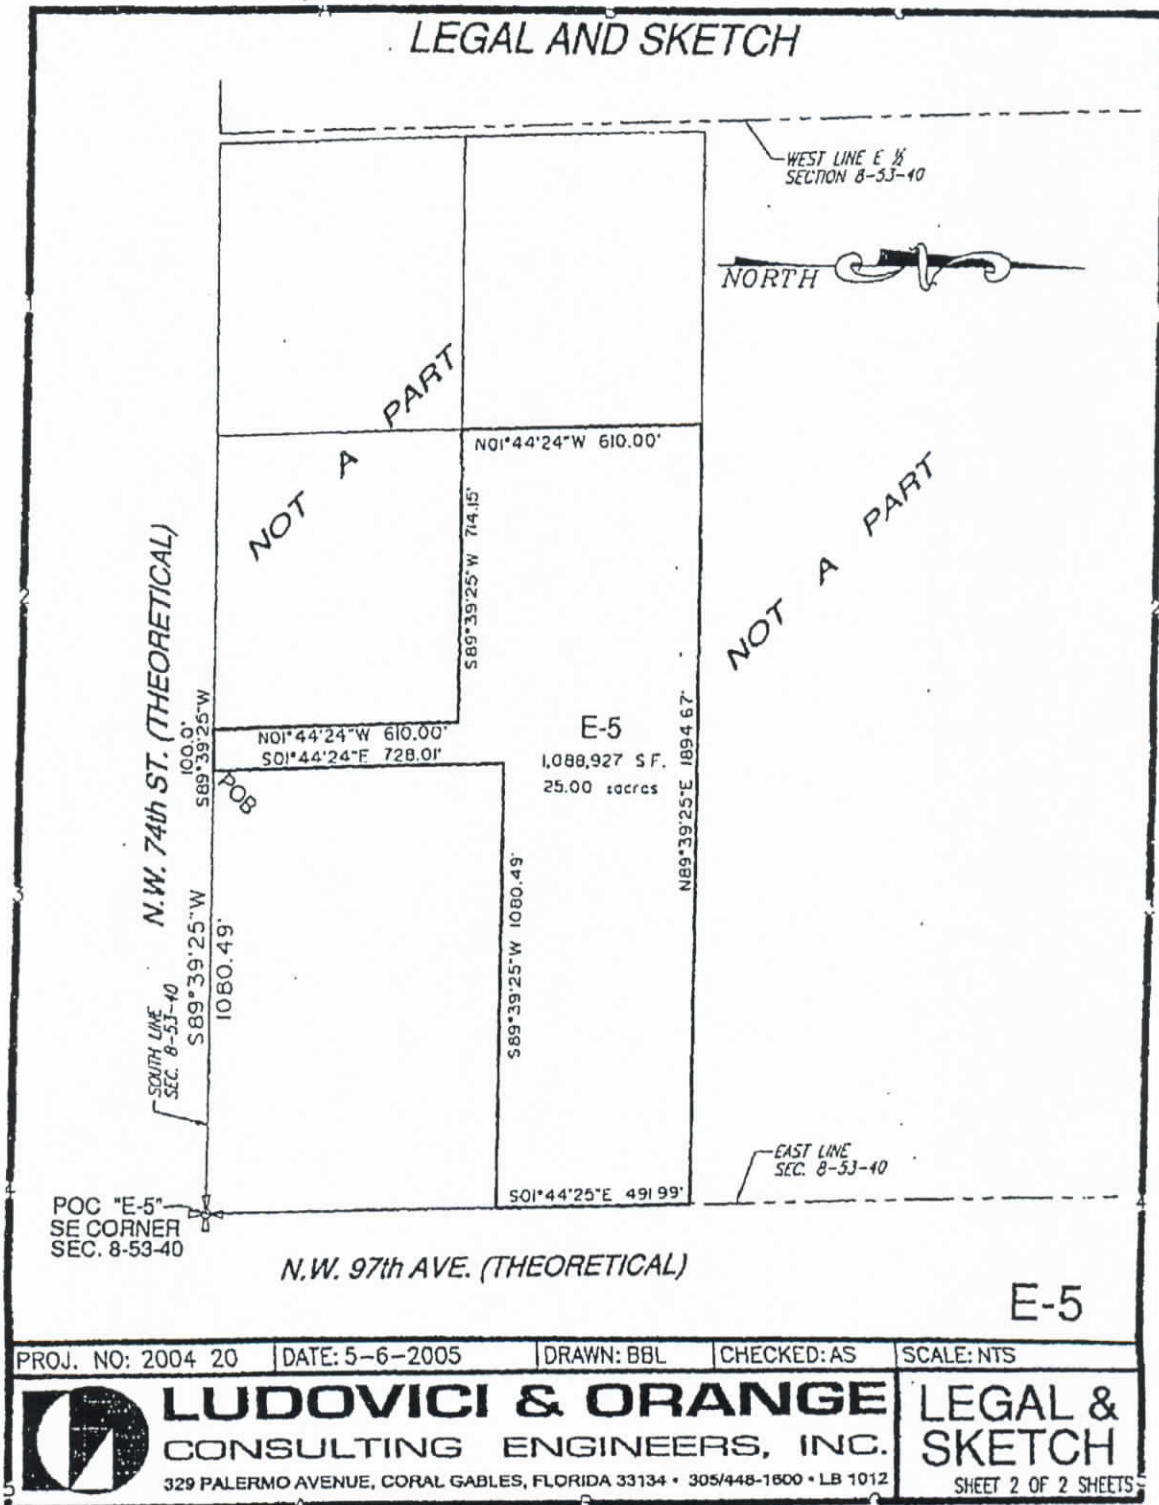 LEGAL AND SKETCH
WEST LINE E ½
SECTION 8-53-40
NORTH
NOT A PART
N01°44'24"W 610.00'
S89°39'25"W 714.15'
NOT A PART
N.W. 74th ST. (THEORETICAL)
100.0'
S89°39'25"W
N01°44'24"W 610.00'
S01°44'24"E 728.01'
POB
E-5
1,088,927 S F.
25.00 ±acres
N89°39'25"E 1894 67'
S89°39'25"W
1080.49'
S89°39'25"W 1080.49'
SOUTH LINE
SEC. 8-53-40
EAST LINE
SEC. 8-53-40
S01°44'25"E 491 99'
POC "E-5"
SE CORNER
SEC. 8-53-40
N.W. 97th AVE. (THEORETICAL)
E-5
PROJ. NO: 2004 20 DATE: 5-6-2005 DRAWN: BBL CHECKED: AS SCALE: NTS
LUDOVICI & ORANGE
CONSULTING ENGINEERS, INC.
329 PALERMO AVENUE, CORAL GABLES, FLORIDA 33134 • 305/448-1600 • LB 1012
LEGAL &
SKETCH
SHEET 2 OF 2 SHEETS